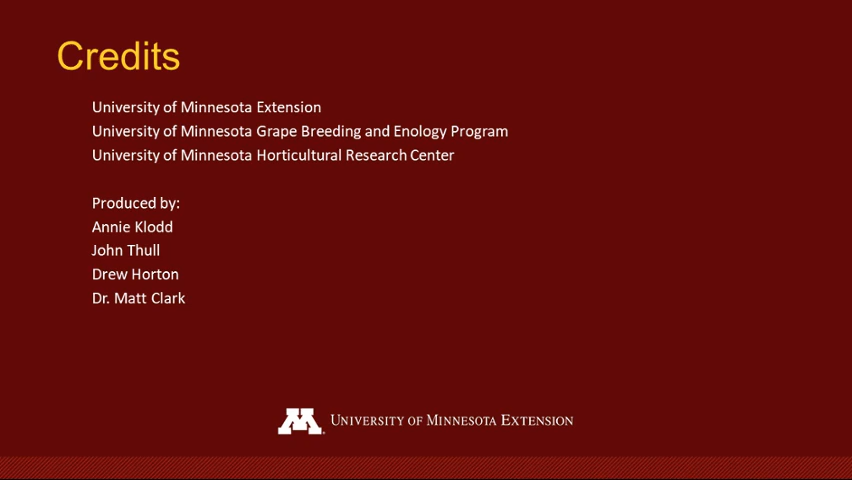 Credits
University of Minnesota Extension
University of Minnesota Grape Breeding and Enology Program
University of Minnesota Horticultural Research Center
Produced by:
Annie Klodd
John Thull
Drew Horton
Dr. Matt Clark
M University of Minnesota Extension